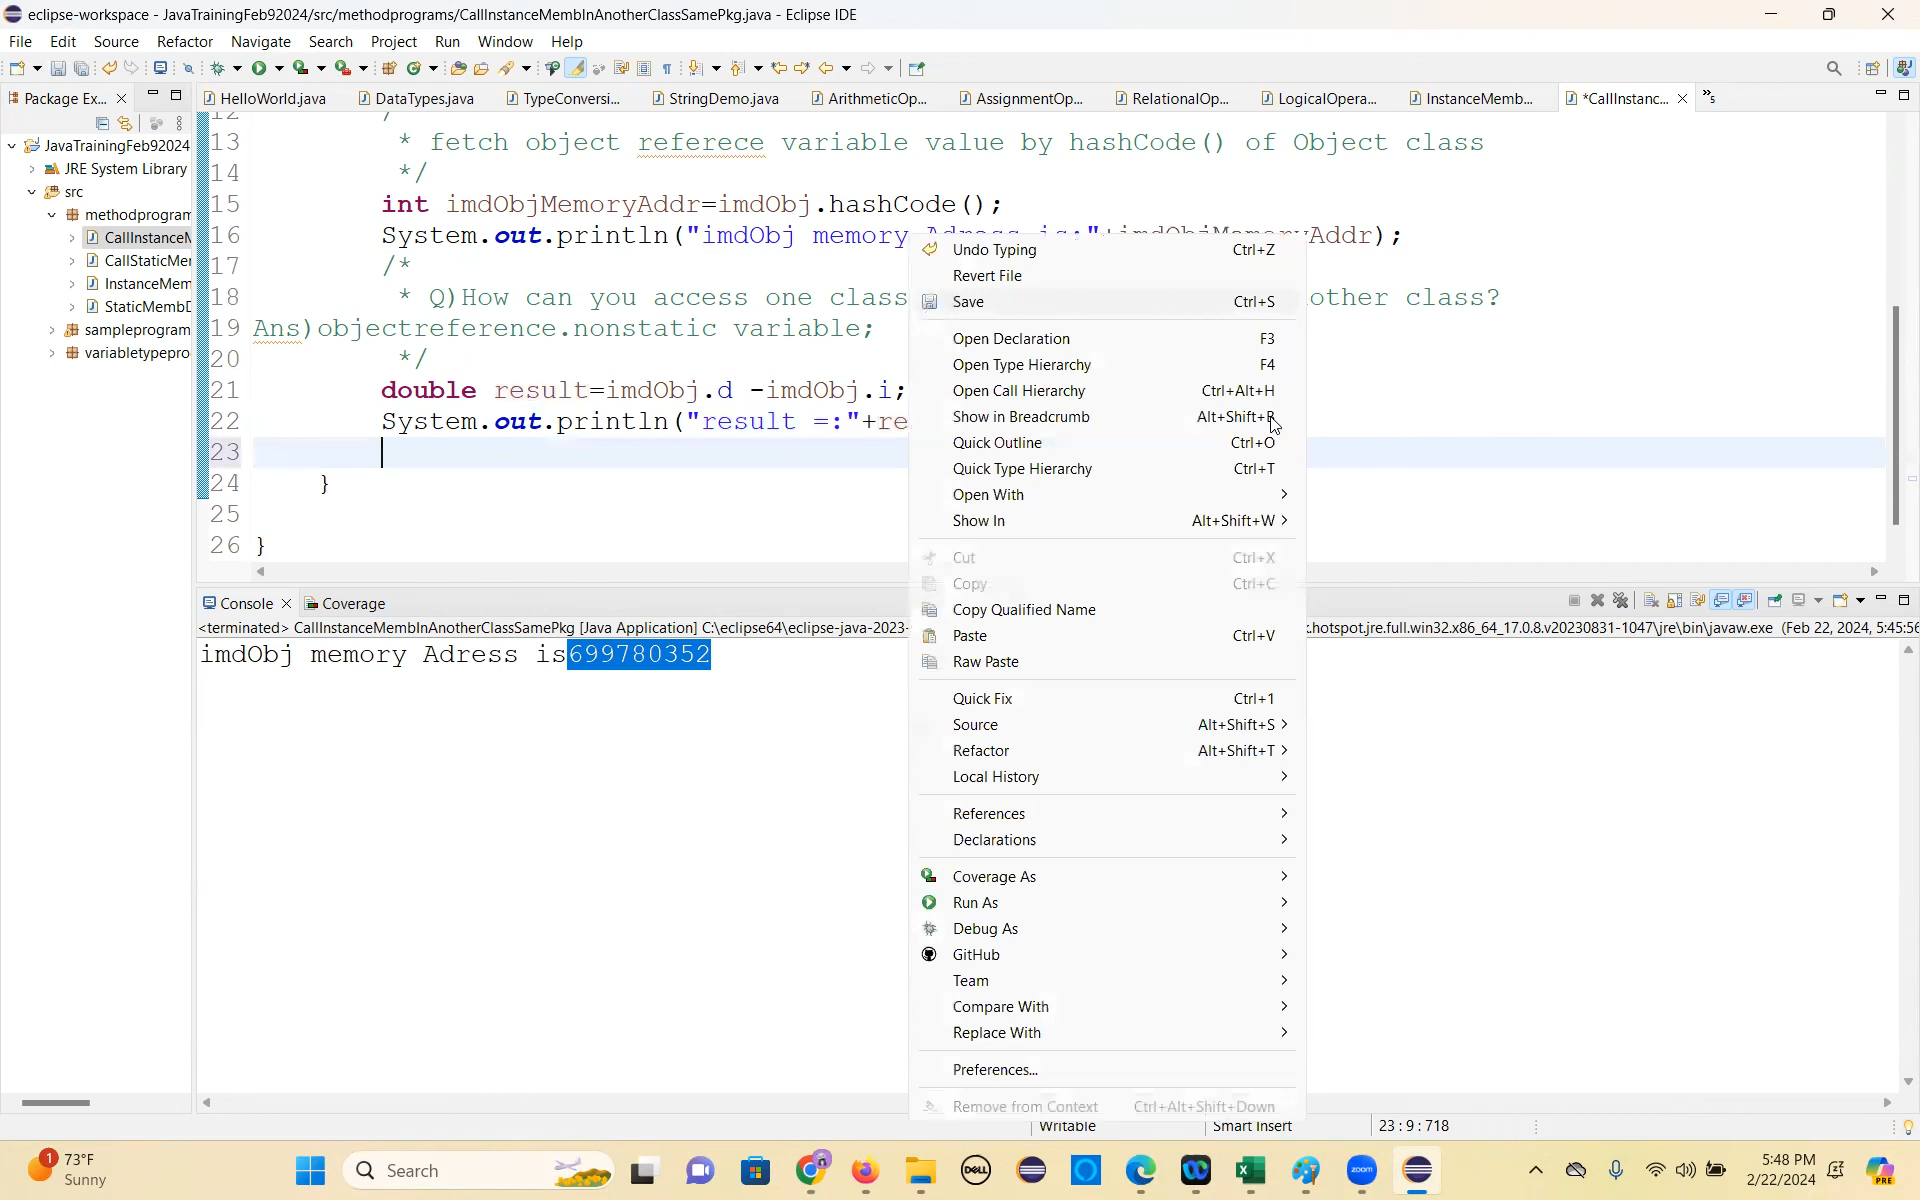 eclipse-workspace - JavaTrainingFeb92024/src/methodprograms/CallInstanceMembInAnotherClassSamePkg.java - Eclipse IDE
File Edit Source Refactor Navigate Search Project Run Window Help
Package Ex...
HelloWorld.java DataTypes.java TypeConversi... StringDemo.java ArithmeticOp... AssignmentOp... RelationalOp... LogicalOpera... InstanceMemb... *CallInstanc... »5
JavaTrainingFeb92024
JRE System Library
src
methodprogram
CallInstanceM
CallStaticMe
InstanceMem
StaticMembD
sampleprogram
variabletypepro
12 /*
13 * fetch object referece variable value by hashCode() of Object class
14 */
15 int imdObjMemoryAddr=imdObj.hashCode();
16 System.out.println("imdObj memory Adress is:"+imdObjMemoryAddr);
17 /*
18 * Q)How can you access one class other class?
19 Ans)objectreference.nonstatic variable;
20 */
21 double result=imdObj.d -imdObj.i;
22 System.out.println("result =:"+re
23
24 }
25
26 }
Undo Typing Ctrl+Z
Revert File
Save Ctrl+S
Open Declaration F3
Open Type Hierarchy F4
Open Call Hierarchy Ctrl+Alt+H
Show in Breadcrumb Alt+Shift+B
Quick Outline Ctrl+O
Quick Type Hierarchy Ctrl+T
Open With >
Show In Alt+Shift+W >
Cut Ctrl+X
Copy Ctrl+C
Copy Qualified Name
Paste Ctrl+V
Raw Paste
Quick Fix Ctrl+1
Source Alt+Shift+S >
Refactor Alt+Shift+T >
Local History >
References >
Declarations >
Coverage As >
Run As >
Debug As >
GitHub >
Team >
Compare With >
Replace With >
Preferences...
Remove from Context Ctrl+Alt+Shift+Down
Console Coverage
<terminated> CallInstanceMembInAnotherClassSamePkg [Java Application] C:\eclipse64\eclipse-java-2023- .hotspot.jre.full.win32.x86_64_17.0.8.v20230831-1047\jre\bin\javaw.exe (Feb 22, 2024, 5:45:56
imdObj memory Adress is699780352
Writable Smart Insert 23 : 9 : 718
1 73°F
Sunny
Search
DELL
zoom
5:48 PM
2/22/2024
PRE